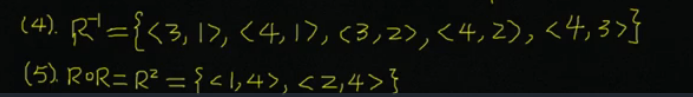 (4). R⁻¹={<3,1>, <4,1>, <3,2>, <4,2>, <4,3>}
(5). R∘R=R²={<1,4>, <2,4>}